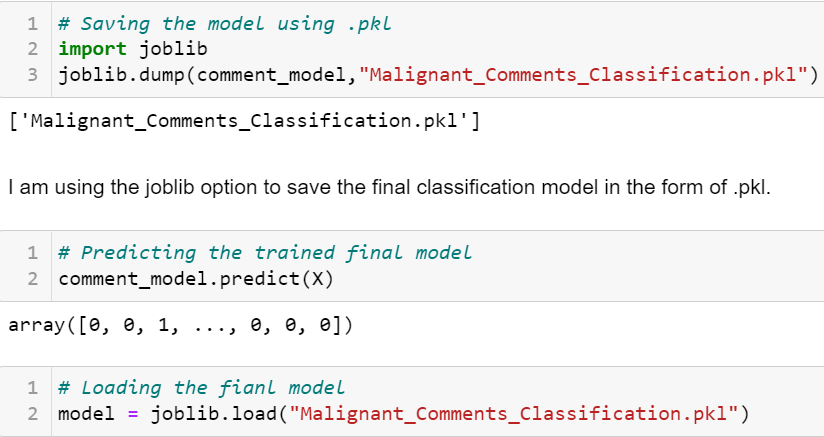 1 # Saving the model using .pkl
2 import joblib
3 joblib.dump(comment_model,"Malignant_Comments_Classification.pkl")
['Malignant_Comments_Classification.pkl']
I am using the joblib option to save the final classification model in the form of .pkl.
1 # Predicting the trained final model
2 comment_model.predict(X)
array([0, 0, 1, ..., 0, 0, 0])
1 # Loading the fianl model
2 model = joblib.load("Malignant_Comments_Classification.pkl")